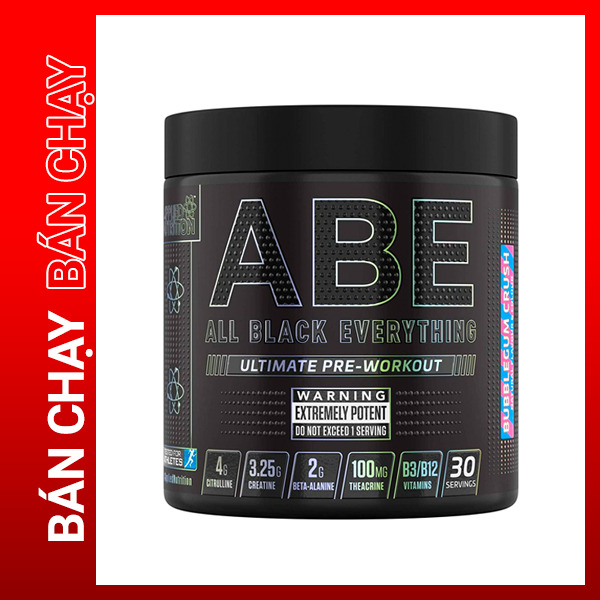 BÁN CHẠY BÁN CHẠY
ABE
ALL BLACK EVERYTHING
ULTIMATE PRE-WORKOUT
WARNING
EXTREMELY POTENT
DO NOT EXCEED 1 SERVING
4G CITRULLINE
3.25G CREATINE
2G BETA-ALANINE
100MG THEACRINE
B3/B12 VITAMINS
30 SERVINGS
BUBBLEGUM CRUSH